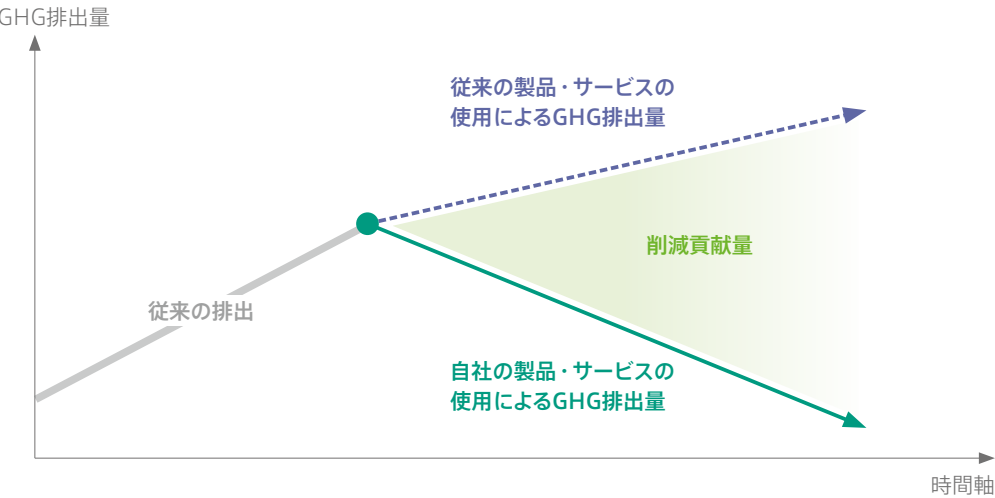 GHG排出量
従来の製品・サービスの
使用によるGHG排出量
削減貢献量
従来の排出
自社の製品・サービスの
使用によるGHG排出量
時間軸